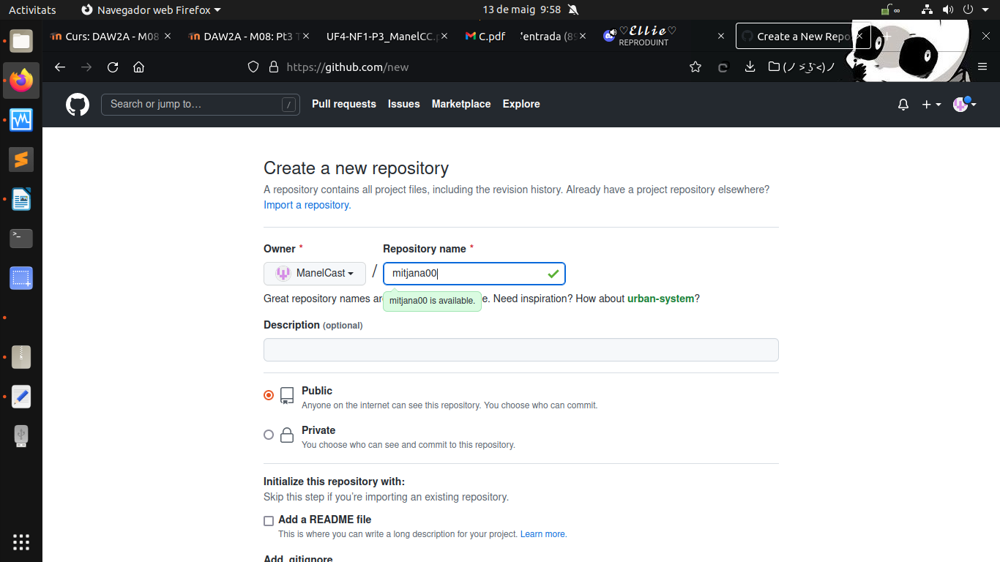 Activitats
Navegador web Firefox
13 de maig 9:58
Curs: DAW2A - M08
DAW2A - M08: Pt3 T
UF4-NF1-P3_ManelCC.p
C.pdf
'entrada (89
♡𝓔𝓵𝓵𝓲𝓮♡
REPRODUINT
Create a New Repo
https://github.com/new
(ノಠ益ಠ)ノ
Search or jump to…
/
Pull requests
Issues
Marketplace
Explore
Create a new repository
A repository contains all project files, including the revision history. Already have a project repository elsewhere?
Import a repository.
Owner *
Repository name *
ManelCast
/
mitjana00
Great repository names are
e. Need inspiration? How about urban-system?
mitjana00 is available.
Description (optional)
Public
Anyone on the internet can see this repository. You choose who can commit.
Private
You choose who can see and commit to this repository.
Initialize this repository with:
Skip this step if you’re importing an existing repository.
Add a README file
This is where you can write a long description for your project. Learn more.
Add .gitignore